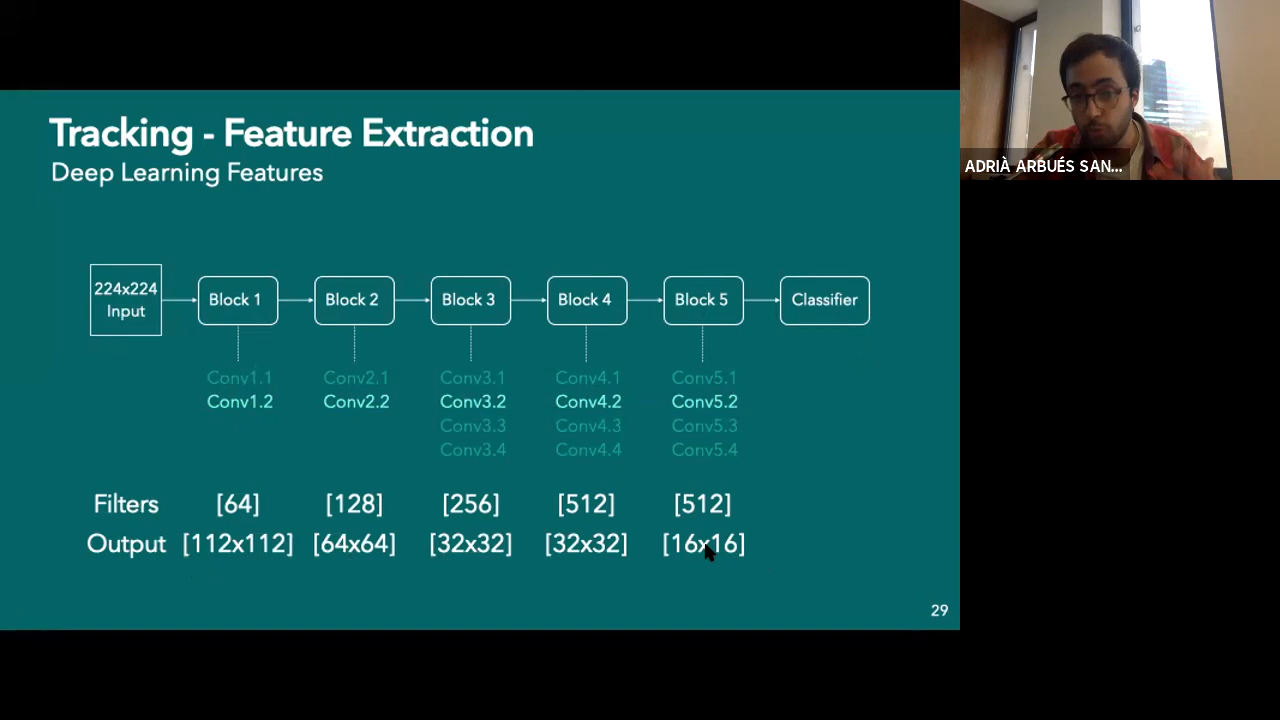 Tracking - Feature Extraction
Deep Learning Features
ADRIÀ ARBUÉS SAN...
224x224
Input
Block 1
Block 2
Block 3
Block 4
Block 5
Classifier
Conv1.1 Conv2.1 Conv3.1 Conv4.1 Conv5.1
Conv1.2 Conv2.2 Conv3.2 Conv4.2 Conv5.2
Conv3.3 Conv4.3 Conv5.3
Conv3.4 Conv4.4 Conv5.4
Filters [64] [128] [256] [512] [512]
Output [112x112] [64x64] [32x32] [32x32] [16x16]
29